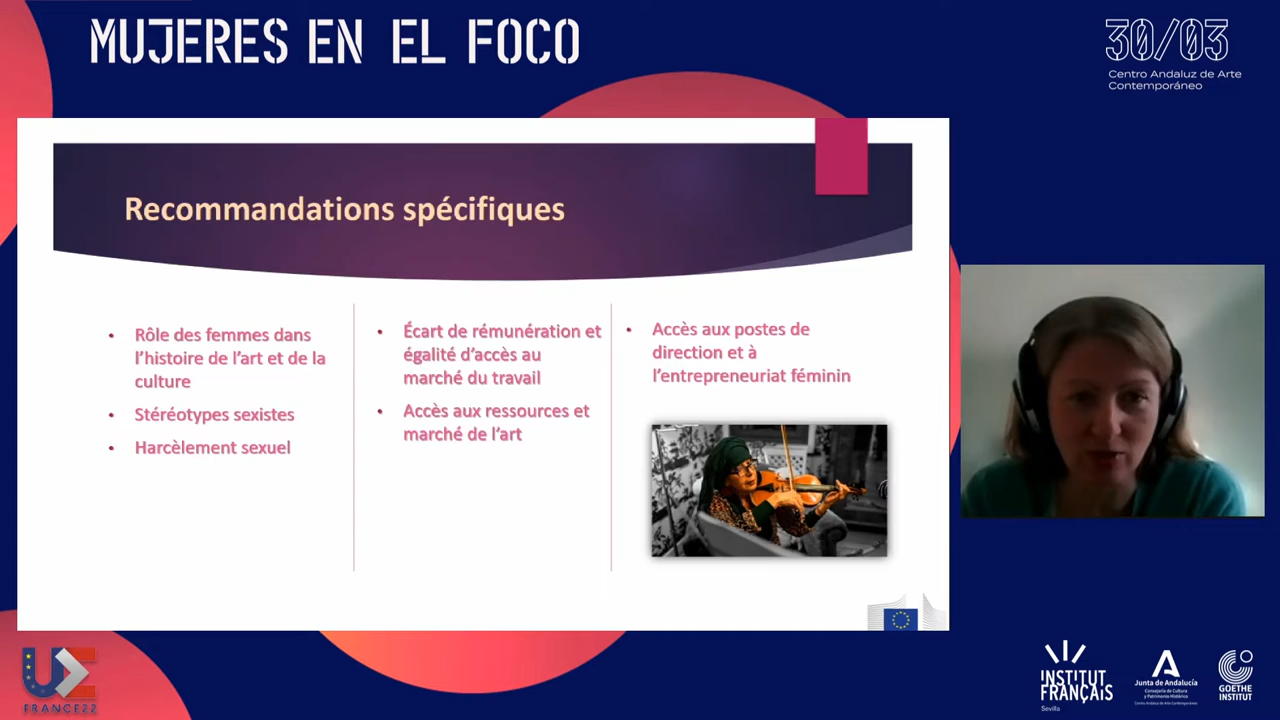 MUJERES EN EL FOCO
30/03
Centro Andaluz de Arte
Contemporáneo
Recommandations spécifiques
• Rôle des femmes dans
l'histoire de l'art et de la
culture
• Stéréotypes sexistes
• Harcèlement sexuel
• Écart de rémunération et
égalité d'accès au
marché du travail
• Accès aux ressources et
marché de l'art
• Accès aux postes de
direction et à
l'entrepreneuriat féminin
UE
FRANCE22
INSTITUT
FRANÇAIS
Sevilla
Junta de Andalucía
Consejería de Cultura
y Patrimonio Histórico
Centro Andaluz de Arte Contemporáneo
GOETHE
INSTITUT